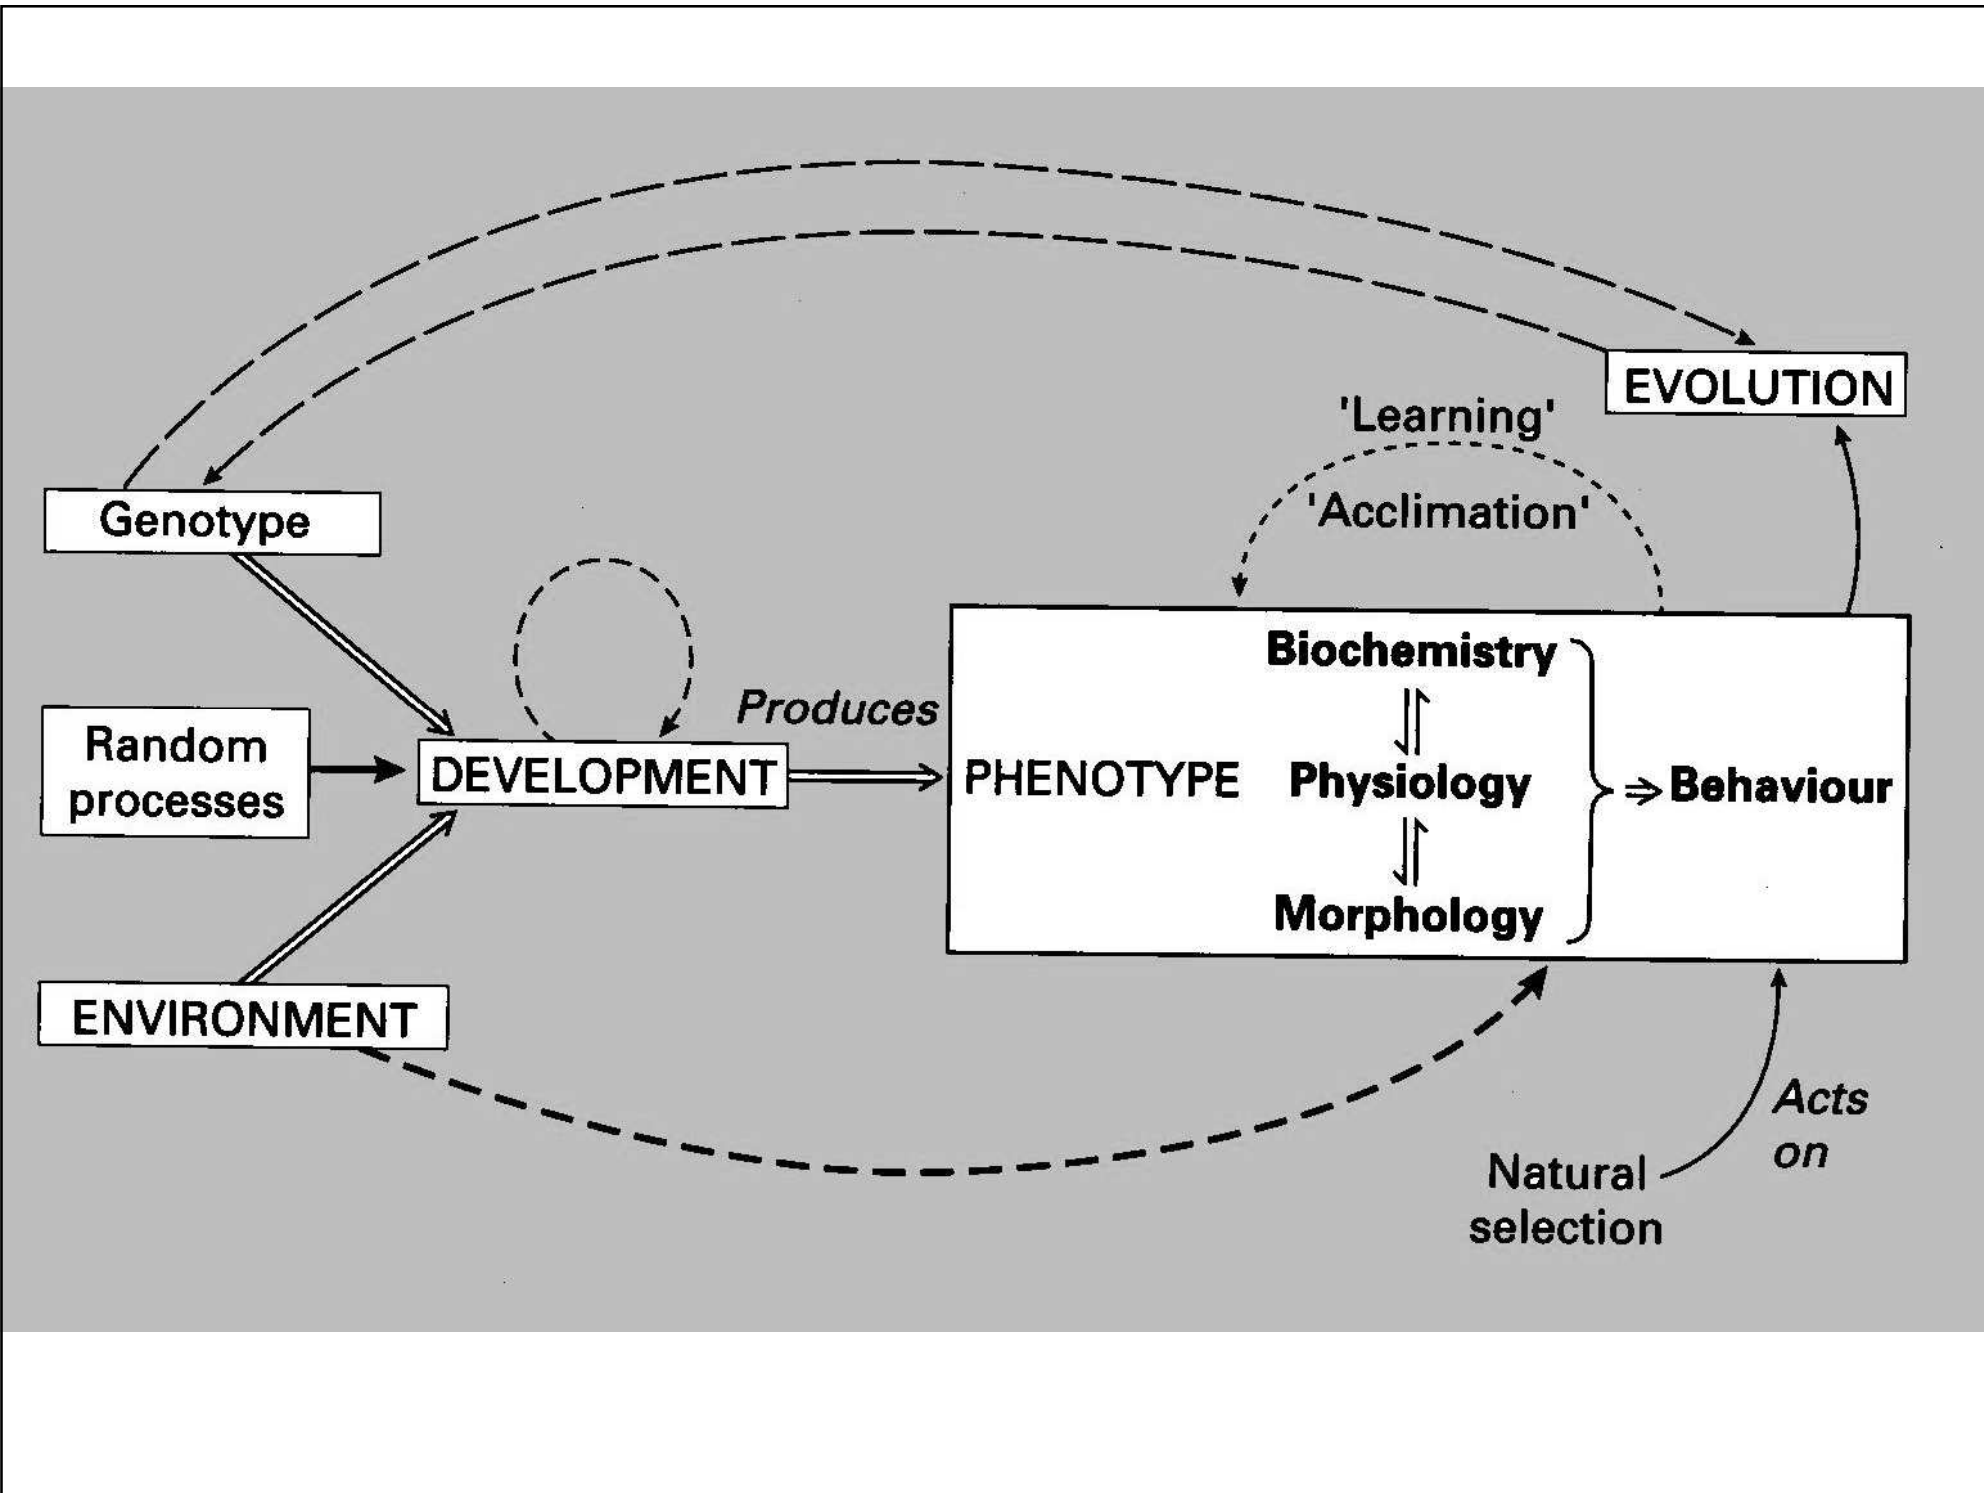 EVOLUTION
'Learning'
'Acclimation'
Genotype
Random
processes
DEVELOPMENT
Produces
PHENOTYPE
Biochemistry
Physiology
Morphology
Behaviour
ENVIRONMENT
Natural
selection
Acts
on